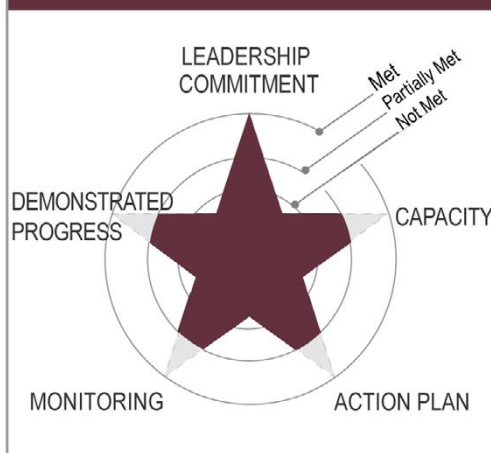 LEADERSHIP
COMMITMENT
Met
Partially Met
Not Met
DEMONSTRATED
PROGRESS
CAPACITY
MONITORING
ACTION PLAN